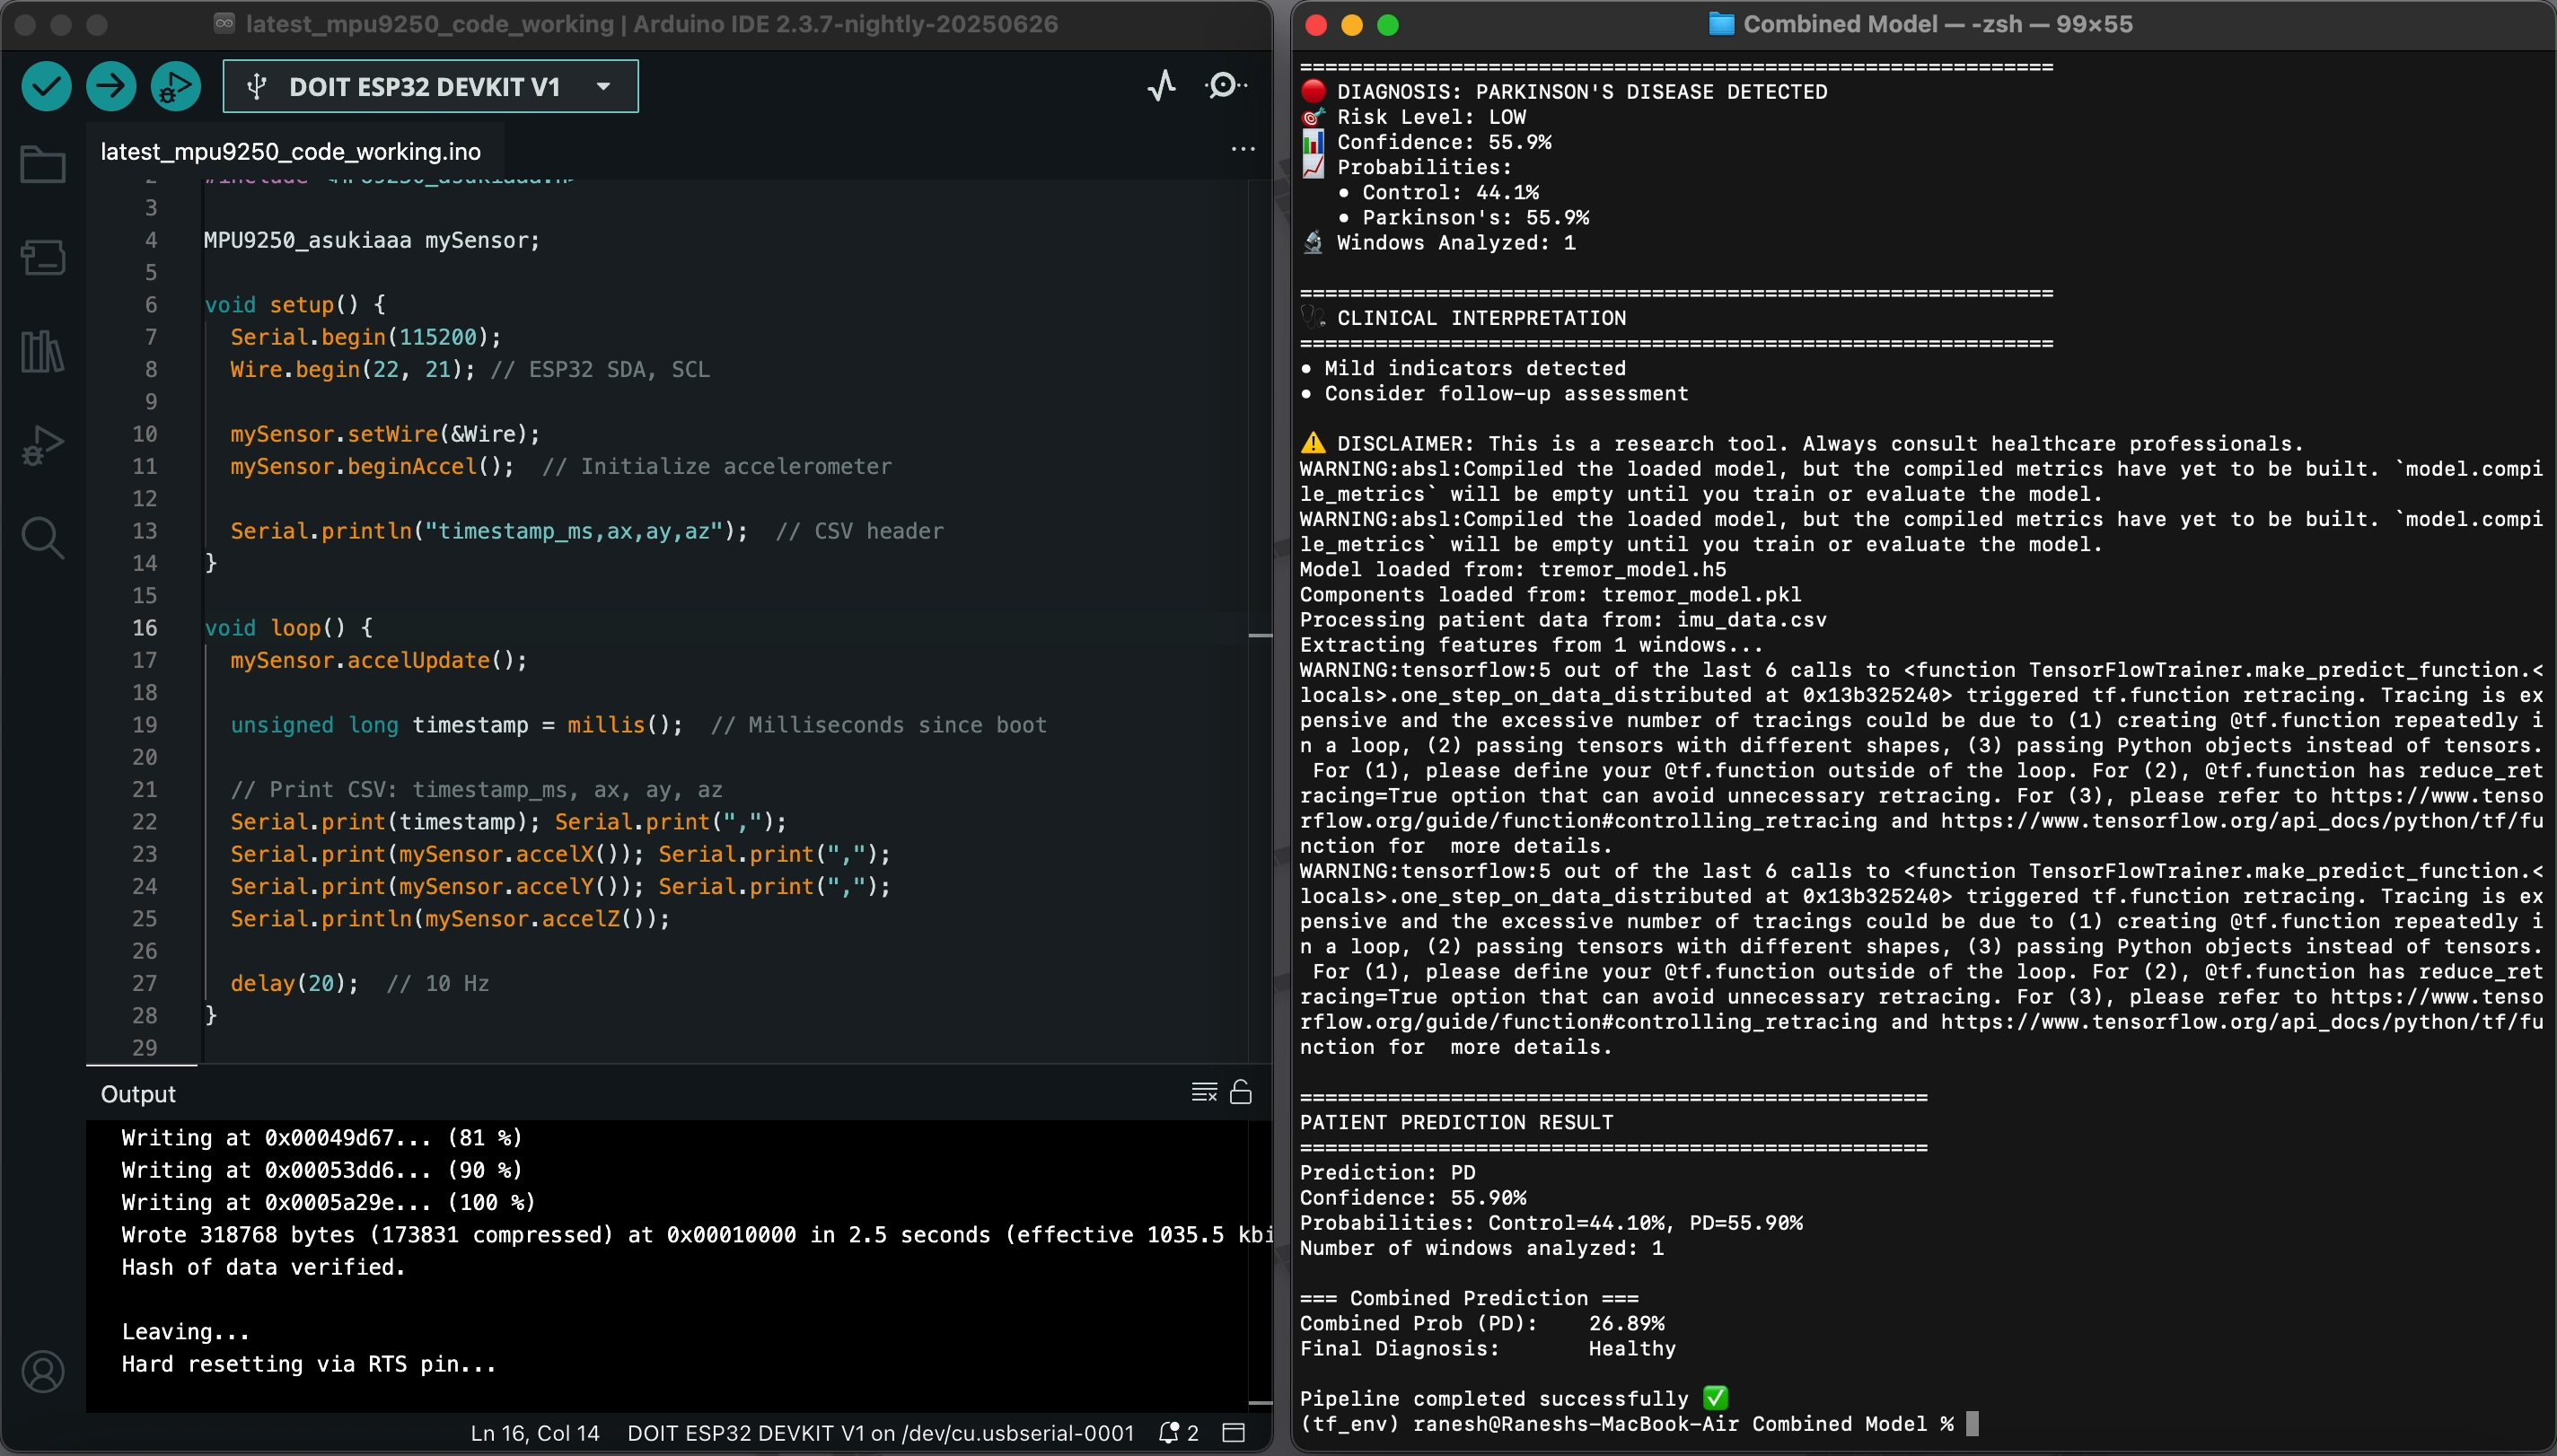 latest_mpu9250_code_working | Arduino IDE 2.3.7-nightly-20250626
DOIT ESP32 DEVKIT V1
latest_mpu9250_code_working.ino
2 #include <MPU9250_asukiaaa.h>
3
4 MPU9250_asukiaaa mySensor;
5
6 void setup() {
7 Serial.begin(115200);
8 Wire.begin(22, 21); // ESP32 SDA, SCL
9
10 mySensor.setWire(&Wire);
11 mySensor.beginAccel();  // Initialize accelerometer
12
13 Serial.println("timestamp_ms,ax,ay,az");  // CSV header
14 }
15
16 void loop() {
17 mySensor.accelUpdate();
18
19 unsigned long timestamp = millis();  // Milliseconds since boot
20
21 // Print CSV: timestamp_ms, ax, ay, az
22 Serial.print(timestamp); Serial.print(",");
23 Serial.print(mySensor.accelX()); Serial.print(",");
24 Serial.print(mySensor.accelY()); Serial.print(",");
25 Serial.println(mySensor.accelZ());
26
27 delay(20);  // 10 Hz
28 }
29
Output
Writing at 0x00049d67... (81 %)
Writing at 0x00053dd6... (90 %)
Writing at 0x0005a29e... (100 %)
Wrote 318768 bytes (173831 compressed) at 0x00010000 in 2.5 seconds (effective 1035.5 kbi
Hash of data verified.
Leaving...
Hard resetting via RTS pin...
Ln 16, Col 14 DOIT ESP32 DEVKIT V1 on /dev/cu.usbserial-0001 2
Combined Model — -zsh — 99×55
============================================================
🔴 DIAGNOSIS: PARKINSON'S DISEASE DETECTED
🎯 Risk Level: LOW
📊 Confidence: 55.9%
📈 Probabilities:
• Control: 44.1%
• Parkinson's: 55.9%
🔬 Windows Analyzed: 1
============================================================
🩺 CLINICAL INTERPRETATION
============================================================
• Mild indicators detected
• Consider follow-up assessment
⚠️ DISCLAIMER: This is a research tool. Always consult healthcare professionals.
WARNING:absl:Compiled the loaded model, but the compiled metrics have yet to be built. `model.compi
le_metrics` will be empty until you train or evaluate the model.
WARNING:absl:Compiled the loaded model, but the compiled metrics have yet to be built. `model.compi
le_metrics` will be empty until you train or evaluate the model.
Model loaded from: tremor_model.h5
Components loaded from: tremor_model.pkl
Processing patient data from: imu_data.csv
Extracting features from 1 windows...
WARNING:tensorflow:5 out of the last 6 calls to <function TensorFlowTrainer.make_predict_function.<
locals>.one_step_on_data_distributed at 0x13b325240> triggered tf.function retracing. Tracing is ex
pensive and the excessive number of tracings could be due to (1) creating @tf.function repeatedly i
n a loop, (2) passing tensors with different shapes, (3) passing Python objects instead of tensors.
For (1), please define your @tf.function outside of the loop. For (2), @tf.function has reduce_ret
racing=True option that can avoid unnecessary retracing. For (3), please refer to https://www.tenso
rflow.org/guide/function#controlling_retracing and https://www.tensorflow.org/api_docs/python/tf/fu
nction for  more details.
WARNING:tensorflow:5 out of the last 6 calls to <function TensorFlowTrainer.make_predict_function.<
locals>.one_step_on_data_distributed at 0x13b325240> triggered tf.function retracing. Tracing is ex
pensive and the excessive number of tracings could be due to (1) creating @tf.function repeatedly i
n a loop, (2) passing tensors with different shapes, (3) passing Python objects instead of tensors.
For (1), please define your @tf.function outside of the loop. For (2), @tf.function has reduce_ret
racing=True option that can avoid unnecessary retracing. For (3), please refer to https://www.tenso
rflow.org/guide/function#controlling_retracing and https://www.tensorflow.org/api_docs/python/tf/fu
nction for  more details.
==================================================
PATIENT PREDICTION RESULT
==================================================
Prediction: PD
Confidence: 55.90%
Probabilities: Control=44.10%, PD=55.90%
Number of windows analyzed: 1
=== Combined Prediction ===
Combined Prob (PD):    26.89%
Final Diagnosis:       Healthy
Pipeline completed successfully ✅
(tf_env) ranesh@Raneshs-MacBook-Air Combined Model %